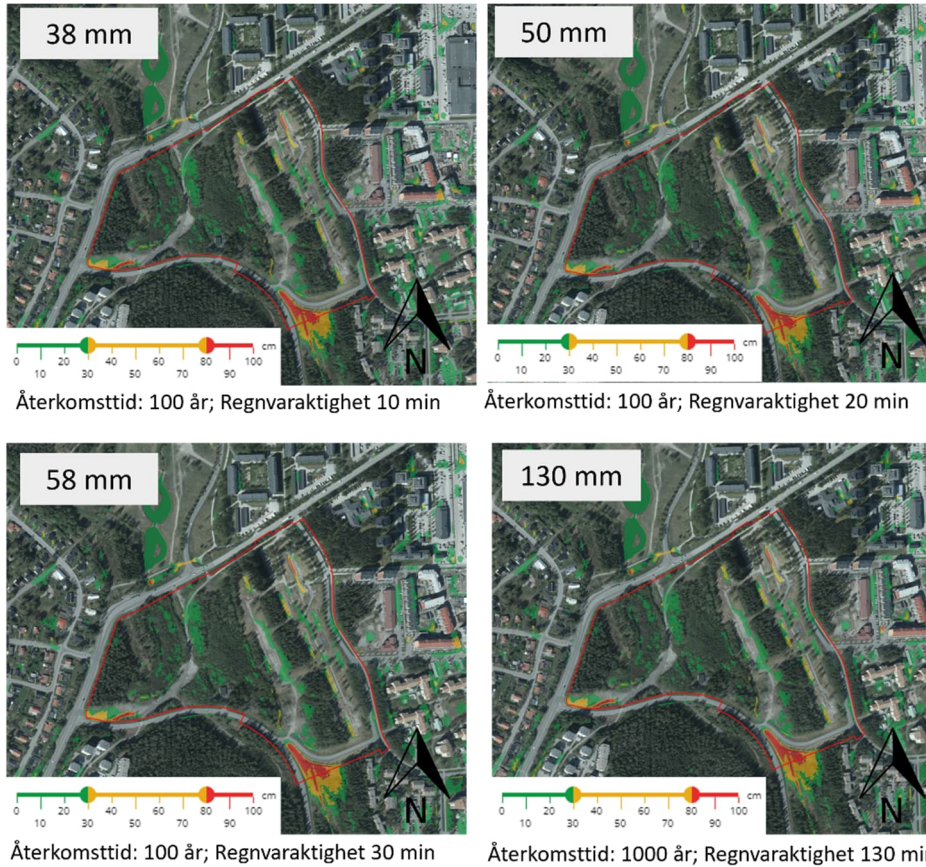 38 mm
50 mm
N
N
cm
0 20 40 60 80 100
10 30 50 70 90
cm
0 20 40 60 80 100
10 30 50 70 90
Återkomsttid: 100 år; Regnvaraktighet 10 min
Återkomsttid: 100 år; Regnvaraktighet 20 min
58 mm
130 mm
N
N
cm
0 20 40 60 80 100
10 30 50 70 90
cm
0 20 40 60 80 100
10 30 50 70 90
Återkomsttid: 100 år; Regnvaraktighet 30 min
Återkomsttid: 1000 år; Regnvaraktighet 130 min